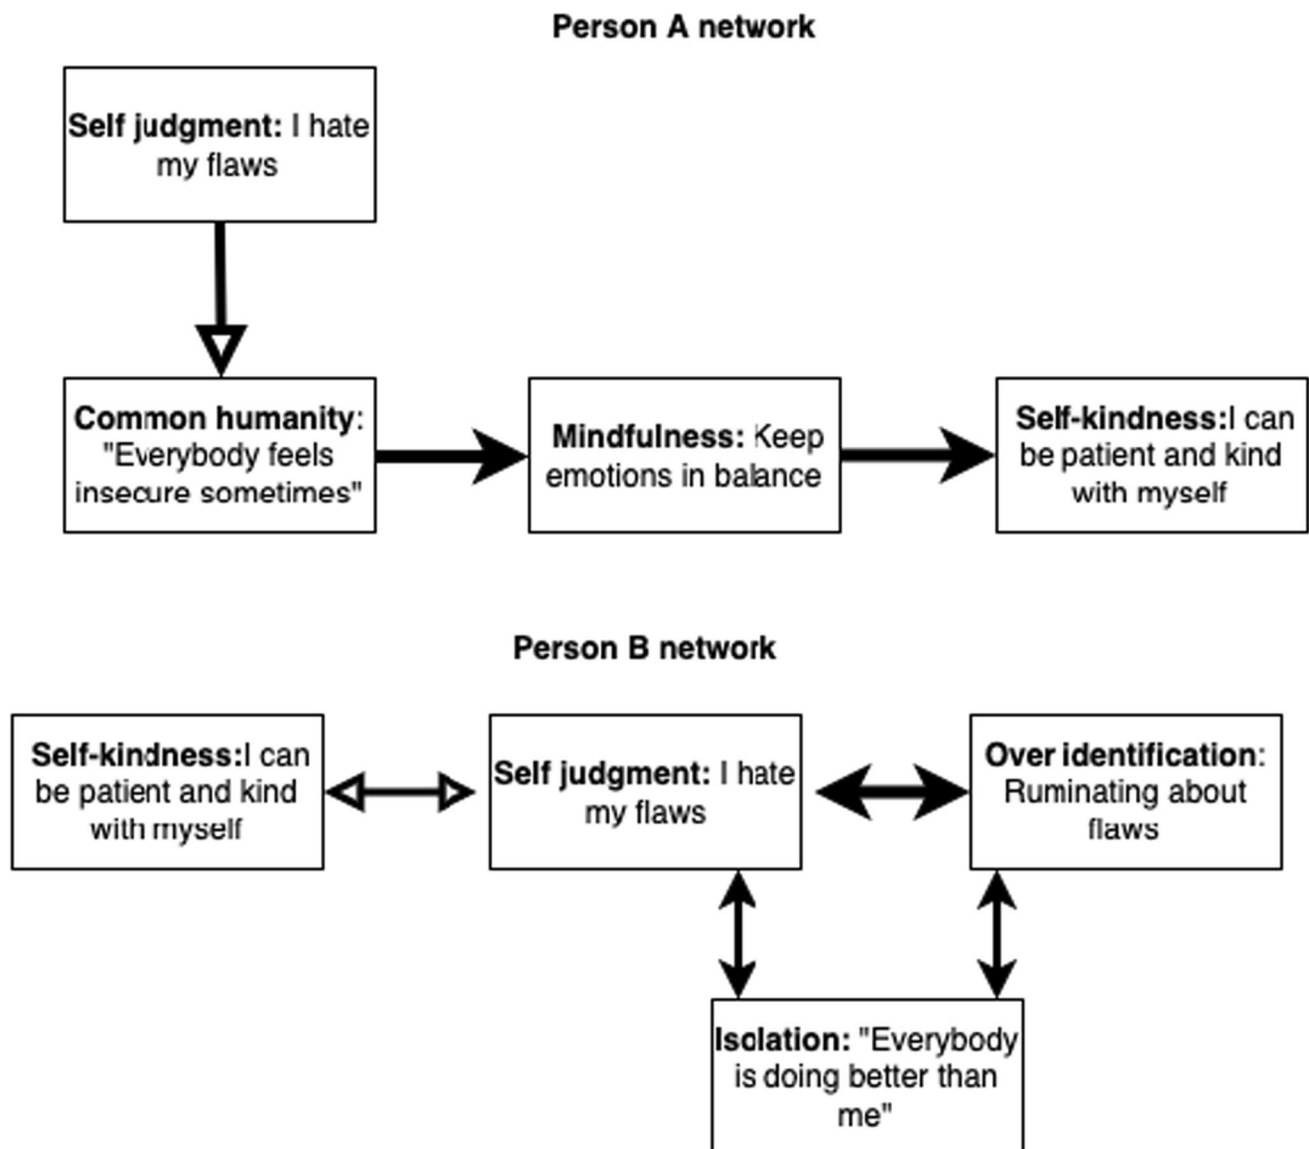 Person A network
Self judgment: I hate
my flaws
Common humanity:
"Everybody feels
insecure sometimes"
Mindfulness: Keep
emotions in balance
Self-kindness:I can
be patient and kind
with myself
Person B network
Self-kindness:I can
be patient and kind
with myself
Self judgment: I hate
my flaws
Over identification:
Ruminating about
flaws
Isolation: "Everybody
is doing better than
me"